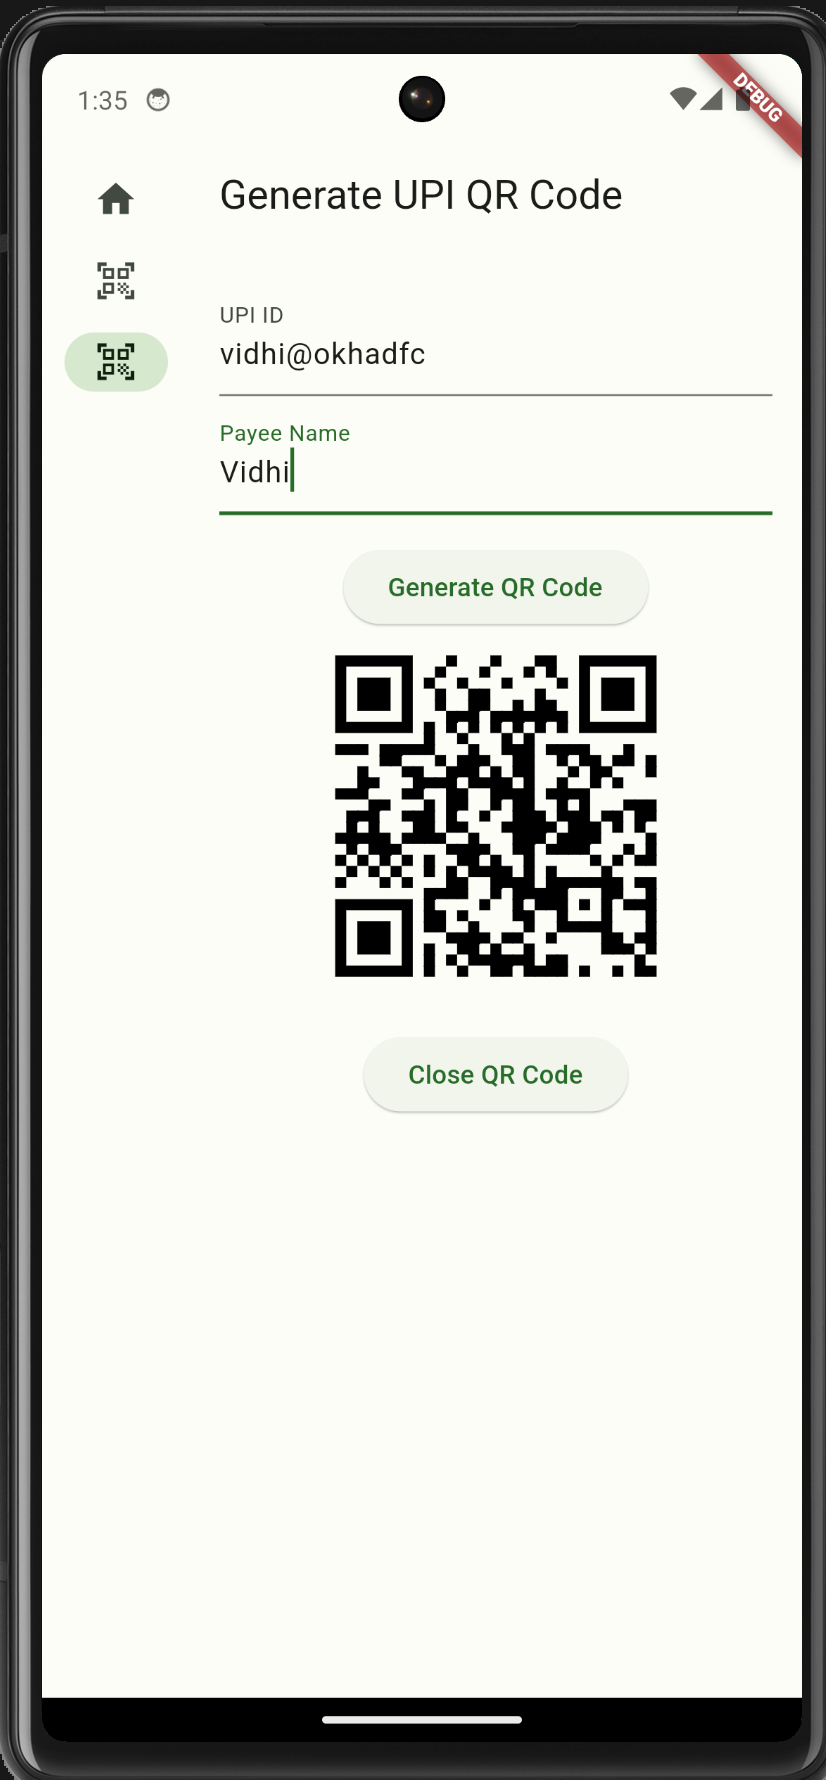 1:35
DEBUG
Generate UPI QR Code
UPI ID
vidhi@okhadfc
Payee Name
Vidhi
Generate QR Code
Close QR Code